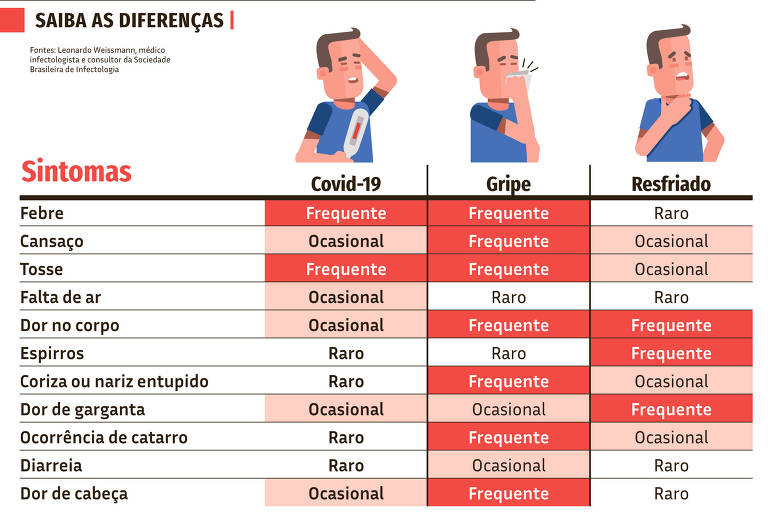 SAIBA AS DIFERENÇAS
Fontes: Leonardo Weissmann, médico
infectologista e consultor da Sociedade
Brasileira de Infectologia
Sintomas Covid-19 Gripe Resfriado
Febre Frequente Frequente Raro
Cansaço Ocasional Frequente Ocasional
Tosse Frequente Frequente Ocasional
Falta de ar Ocasional Raro Raro
Dor no corpo Ocasional Frequente Frequente
Espirros Raro Raro Frequente
Coriza ou nariz entupido Raro Frequente Ocasional
Dor de garganta Ocasional Ocasional Frequente
Ocorrência de catarro Raro Frequente Ocasional
Diarreia Raro Ocasional Raro
Dor de cabeça Ocasional Frequente Raro